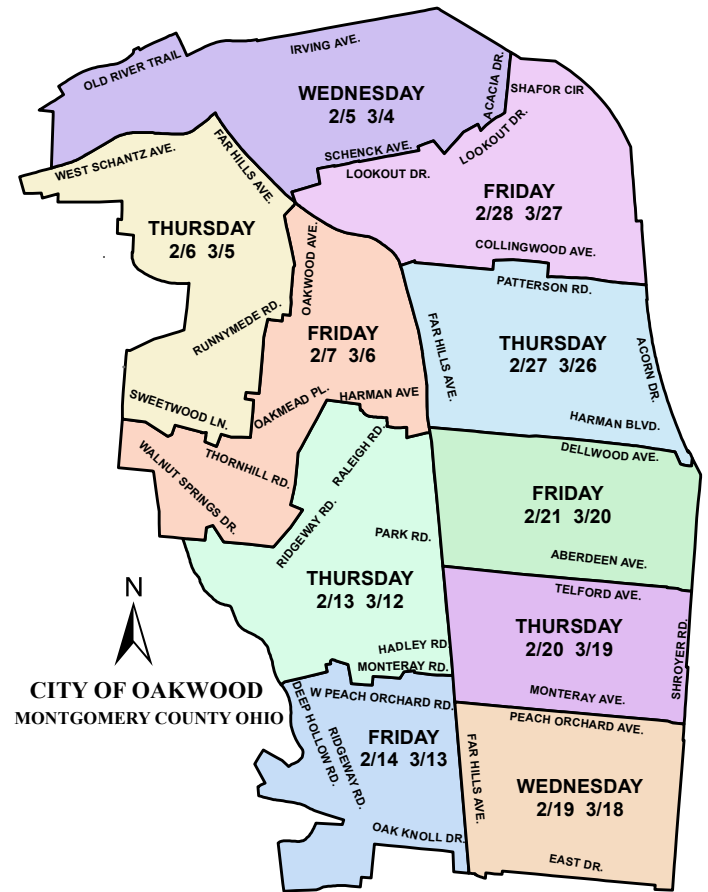 OLD RIVER TRAIL
IRVING AVE.
WEDNESDAY
2/5 3/4
ACACIA DR.
SHAFOR CIR
SCHENCK AVE.
LOOKOUT DR.
LOOKOUT DR.
WEST SCHANTZ AVE.
FAR HILLS AVE.
THURSDAY
2/6 3/5
RUNNYMEDE RD.
SWEETWOOD LN.
FRIDAY
2/28 3/27
COLLINGWOOD AVE.
OAKWOOD AVE.
FRIDAY
2/7 3/6
OAKMEAD PL.
HARMAN AVE
THORNHILL RD.
WALNUT SPRINGS DR.
PATTERSON RD.
FAR HILLS AVE.
THURSDAY
2/27 3/26
ACORN DR.
HARMAN BLVD.
DELLWOOD AVE.
FRIDAY
2/21 3/20
ABERDEEN AVE.
RALEIGH RD.
RIDGEWAY RD.
PARK RD.
THURSDAY
2/13 3/12
HADLEY RD.
MONTERAY RD.
TELFORD AVE.
THURSDAY
2/20 3/19
SHROYER RD.
MONTERAY AVE.
N
CITY OF OAKWOOD
MONTGOMERY COUNTY OHIO
W PEACH ORCHARD RD.
DEEP HOLLOW RD.
RIDGEWAY RD.
FRIDAY
2/14 3/13
OAK KNOLL DR.
PEACH ORCHARD AVE.
FAR HILLS AVE.
WEDNESDAY
2/19 3/18
EAST DR.